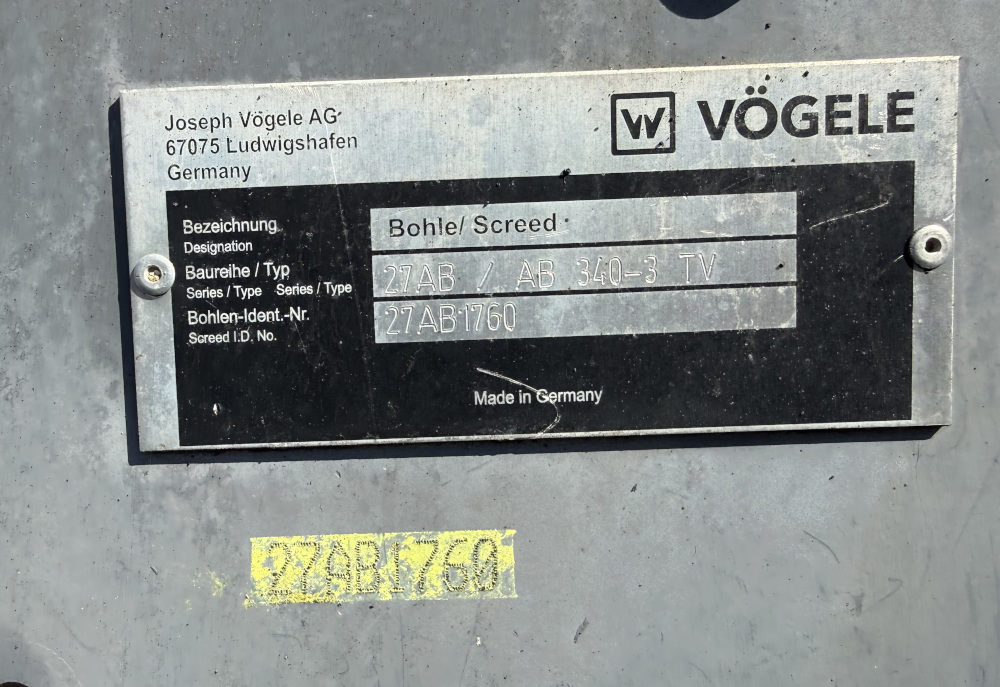 Joseph Vögele AG
67075 Ludwigshafen
Germany
W VÖGELE
Bezeichnung
Designation
Bohle/ Screed
Baureihe / Typ
Series / Type Series / Type
27AB / AB 340-3 TV
Bohlen-Ident.-Nr.
Screed I.D. No.
27AB1760
Made in Germany
27AB1760